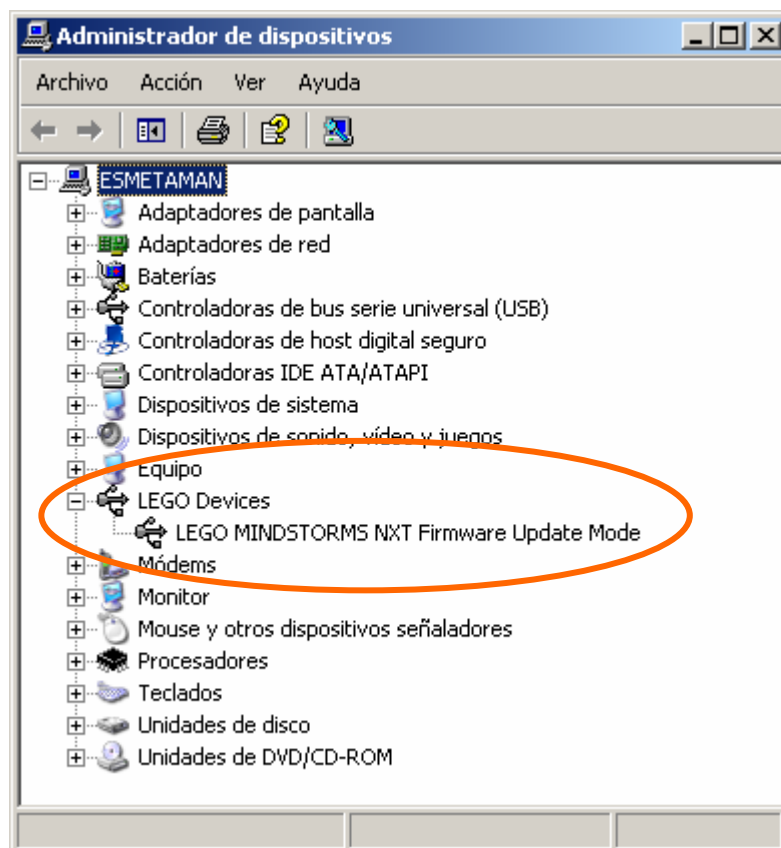 Administrador de dispositivos
Archivo Acción Ver Ayuda
ESMETAMAN
Adaptadores de pantalla
Adaptadores de red
Baterías
Controladoras de bus serie universal (USB)
Controladoras de host digital seguro
Controladoras IDE ATA/ATAPI
Dispositivos de sistema
Dispositivos de sonido, vídeo y juegos
Equipo
LEGO Devices
LEGO MINDSTORMS NXT Firmware Update Mode
Módems
Monitor
Mouse y otros dispositivos señaladores
Procesadores
Teclados
Unidades de disco
Unidades de DVD/CD-ROM